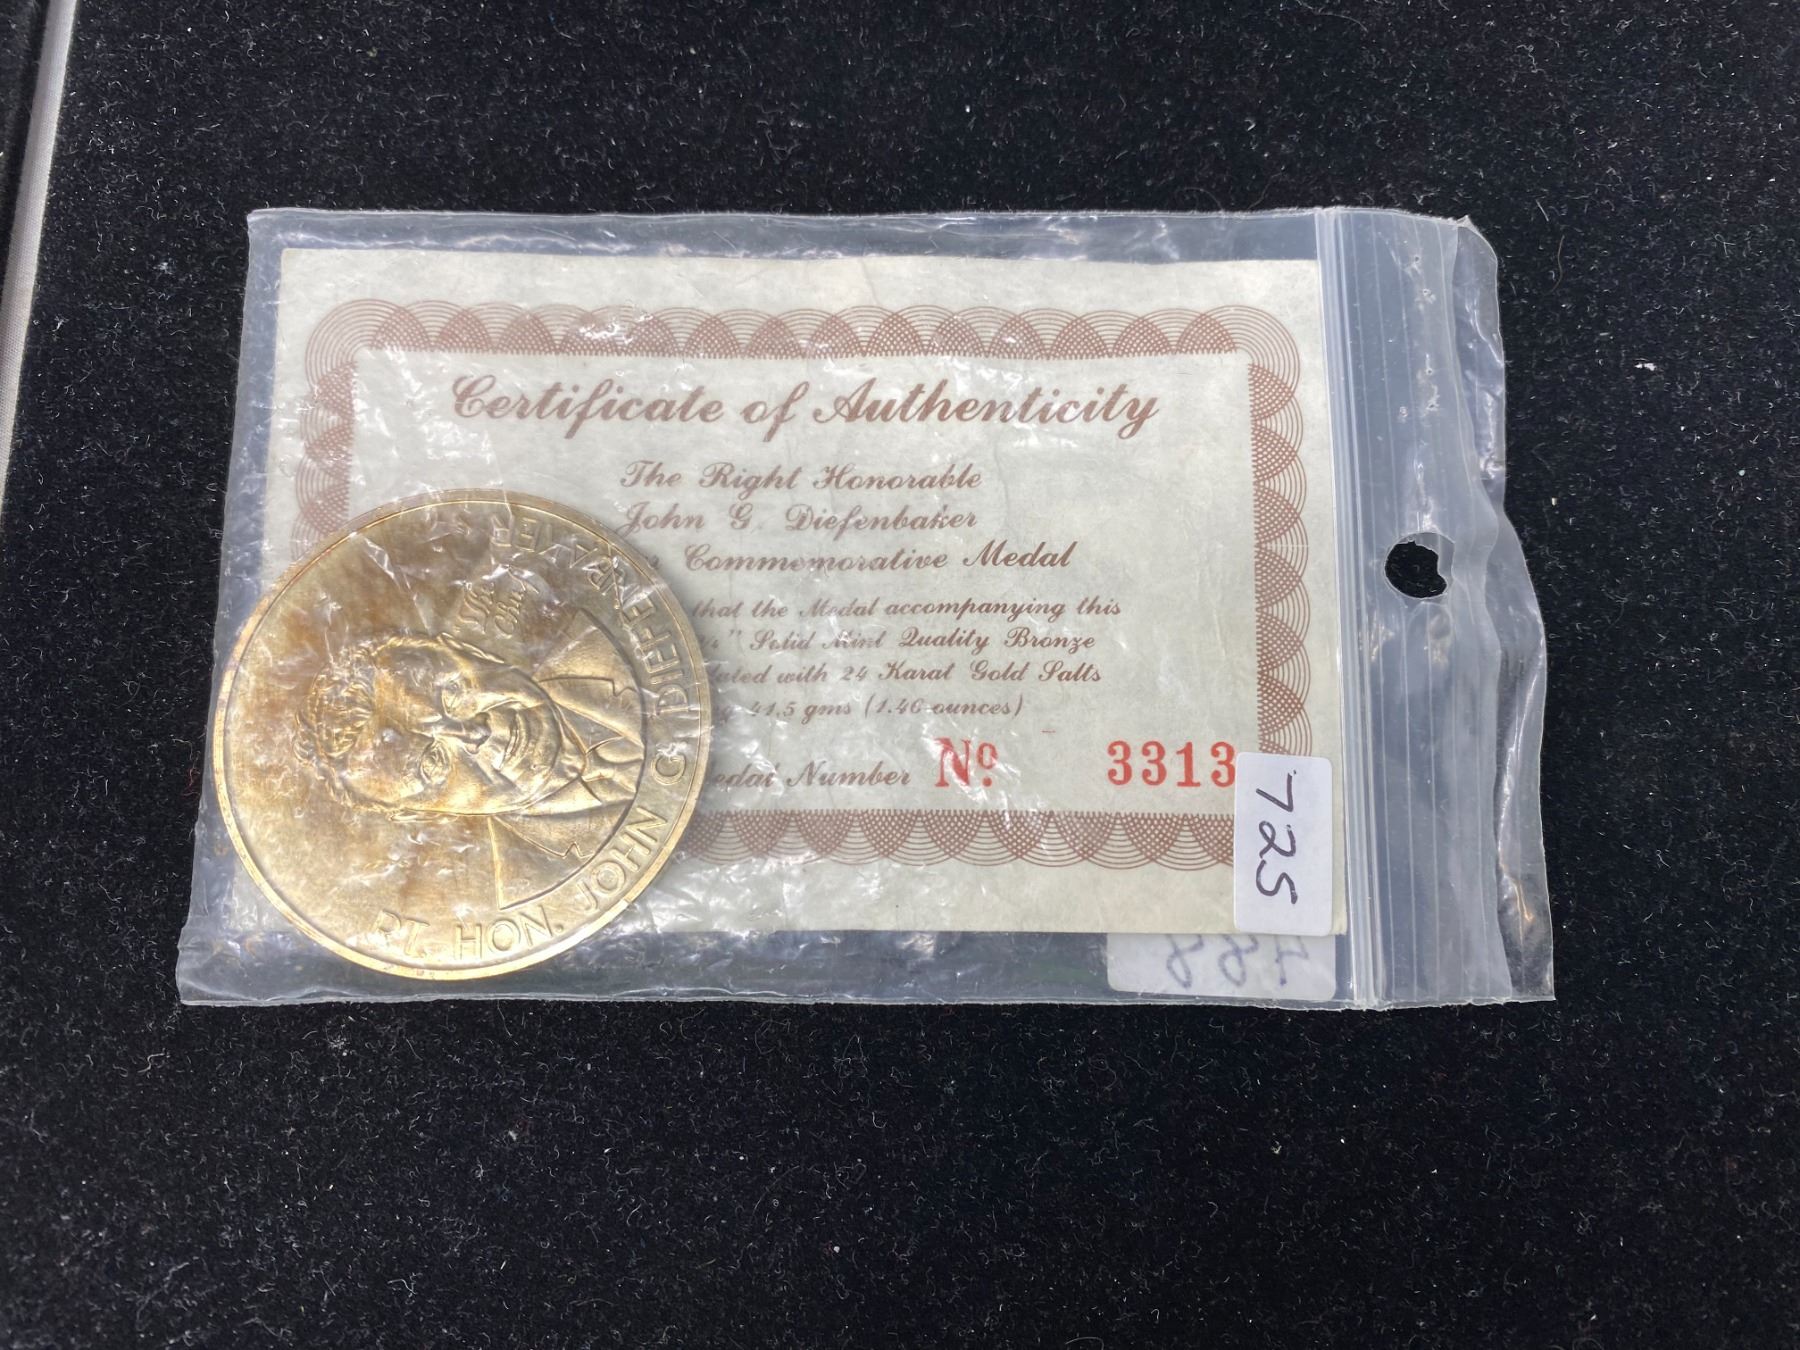 Certificate of Authenticity
The Right Honorable
John G. Diefenbaker
Commemorative Medal
that the Medal accompanying this
Solid Mint Quality Bronze
with 24 Karat Gold Salts
41.5 gms (1.46 ounces)
Number Nº 3313
725
The
Chief
RT. HON. JOHN G. DIEFENBAKER